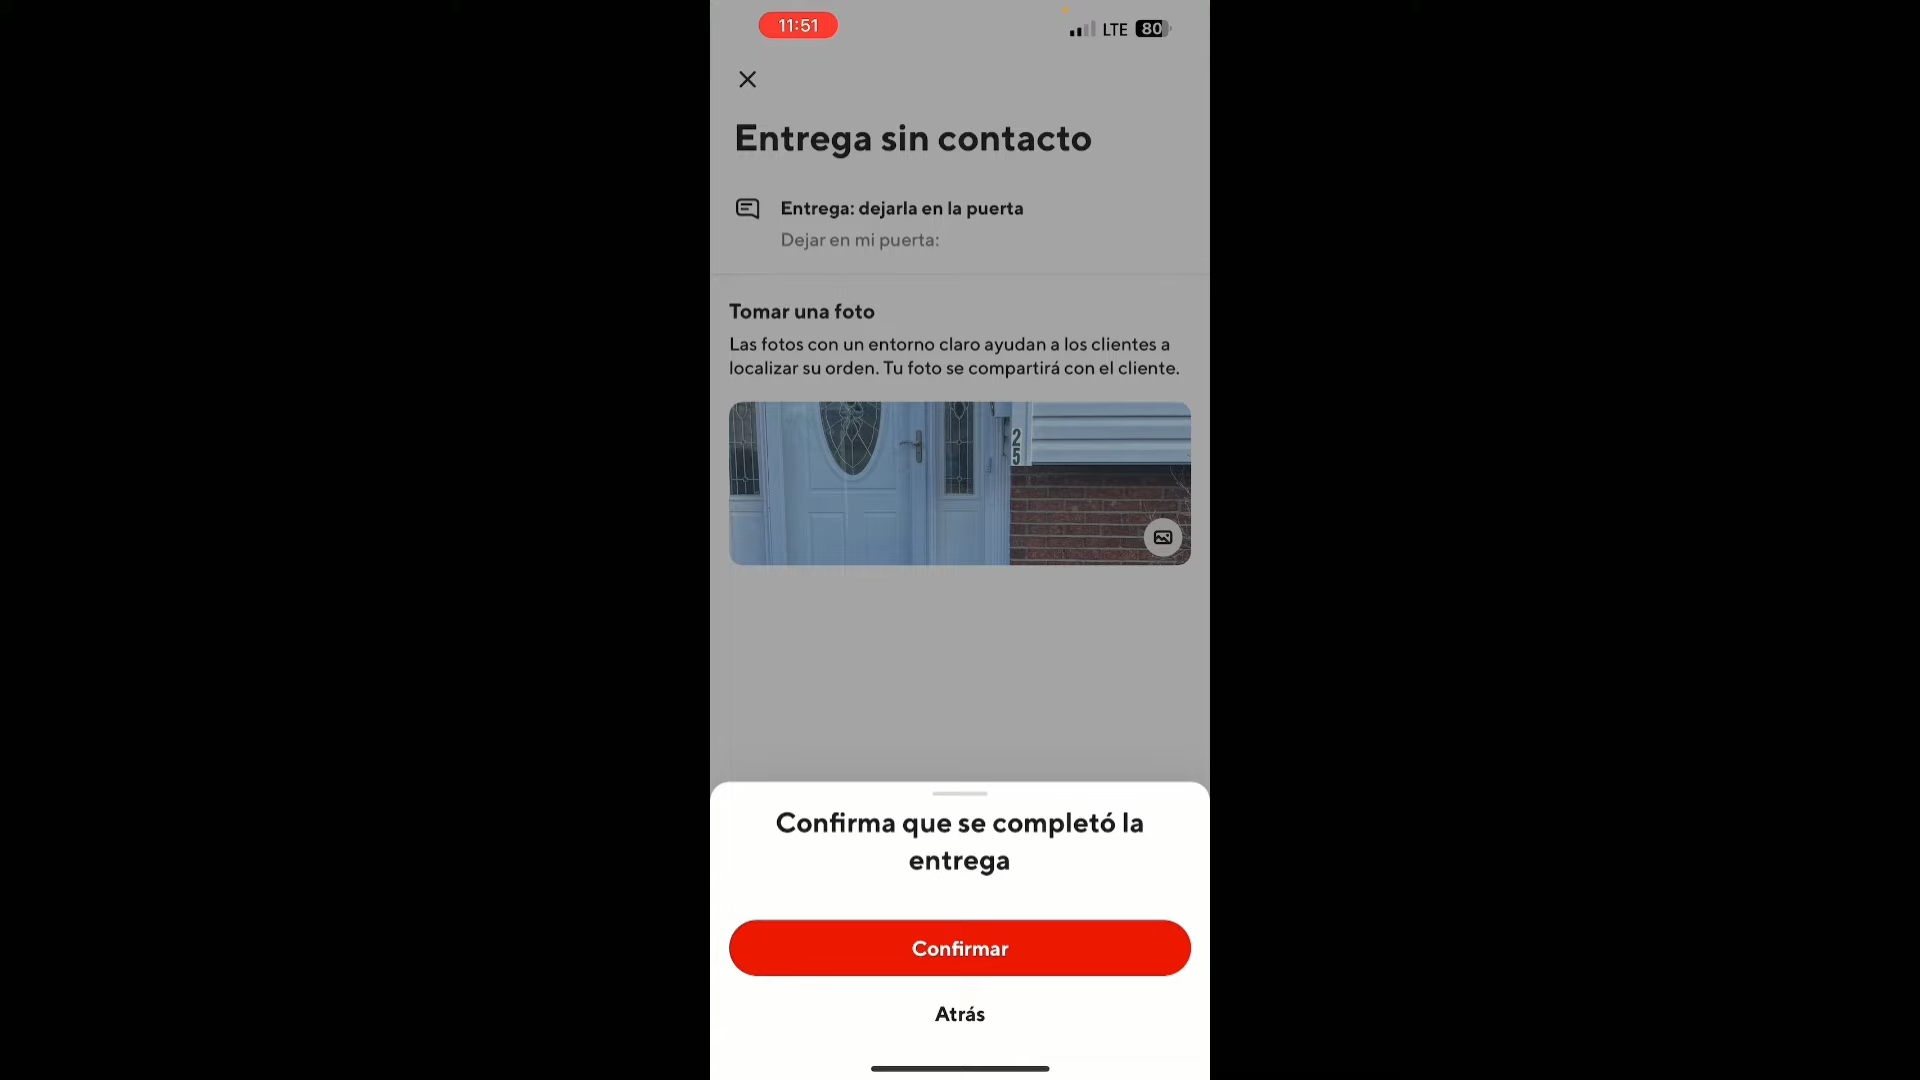 11:51
LTE 80
Entrega sin contacto
Entrega: dejarla en la puerta
Dejar en mi puerta:
Tomar una foto
Las fotos con un entorno claro ayudan a los clientes a
localizar su orden. Tu foto se compartirá con el cliente.
2
5
Confirma que se completó la
entrega
Confirmar
Atrás